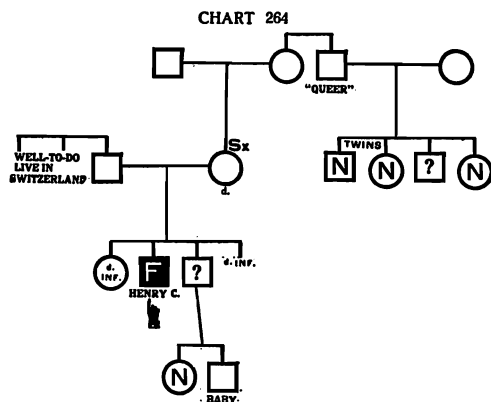 CHART 264
"QUEER"
Sx
d.
WELL-TO-DO
LIVE IN
SWITZERLAND
TWINS
N
N
?
N
d.
INF.
F
?
d. INF.
HENRY C.
N
BABY